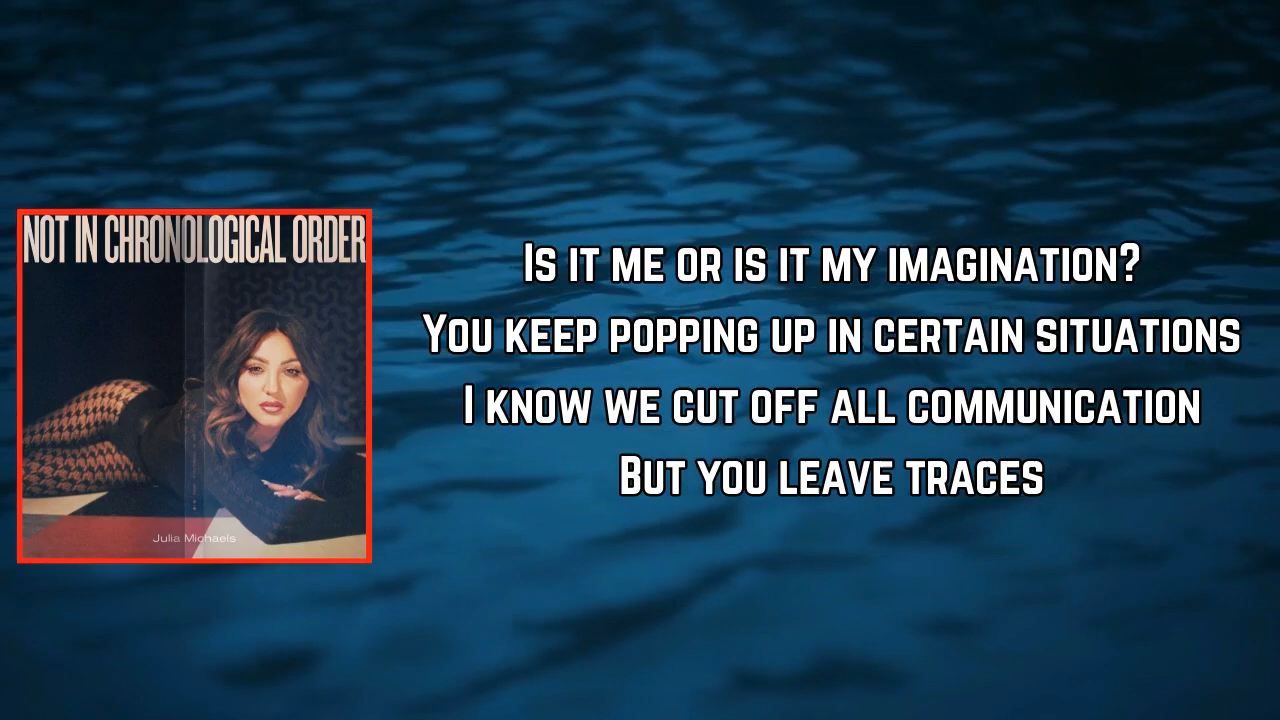 NOT IN CHRONOLOGICAL ORDER
Julia Michaels
Is it me or is it my imagination?
You keep popping up in certain situations
I know we cut off all communication
But you leave traces